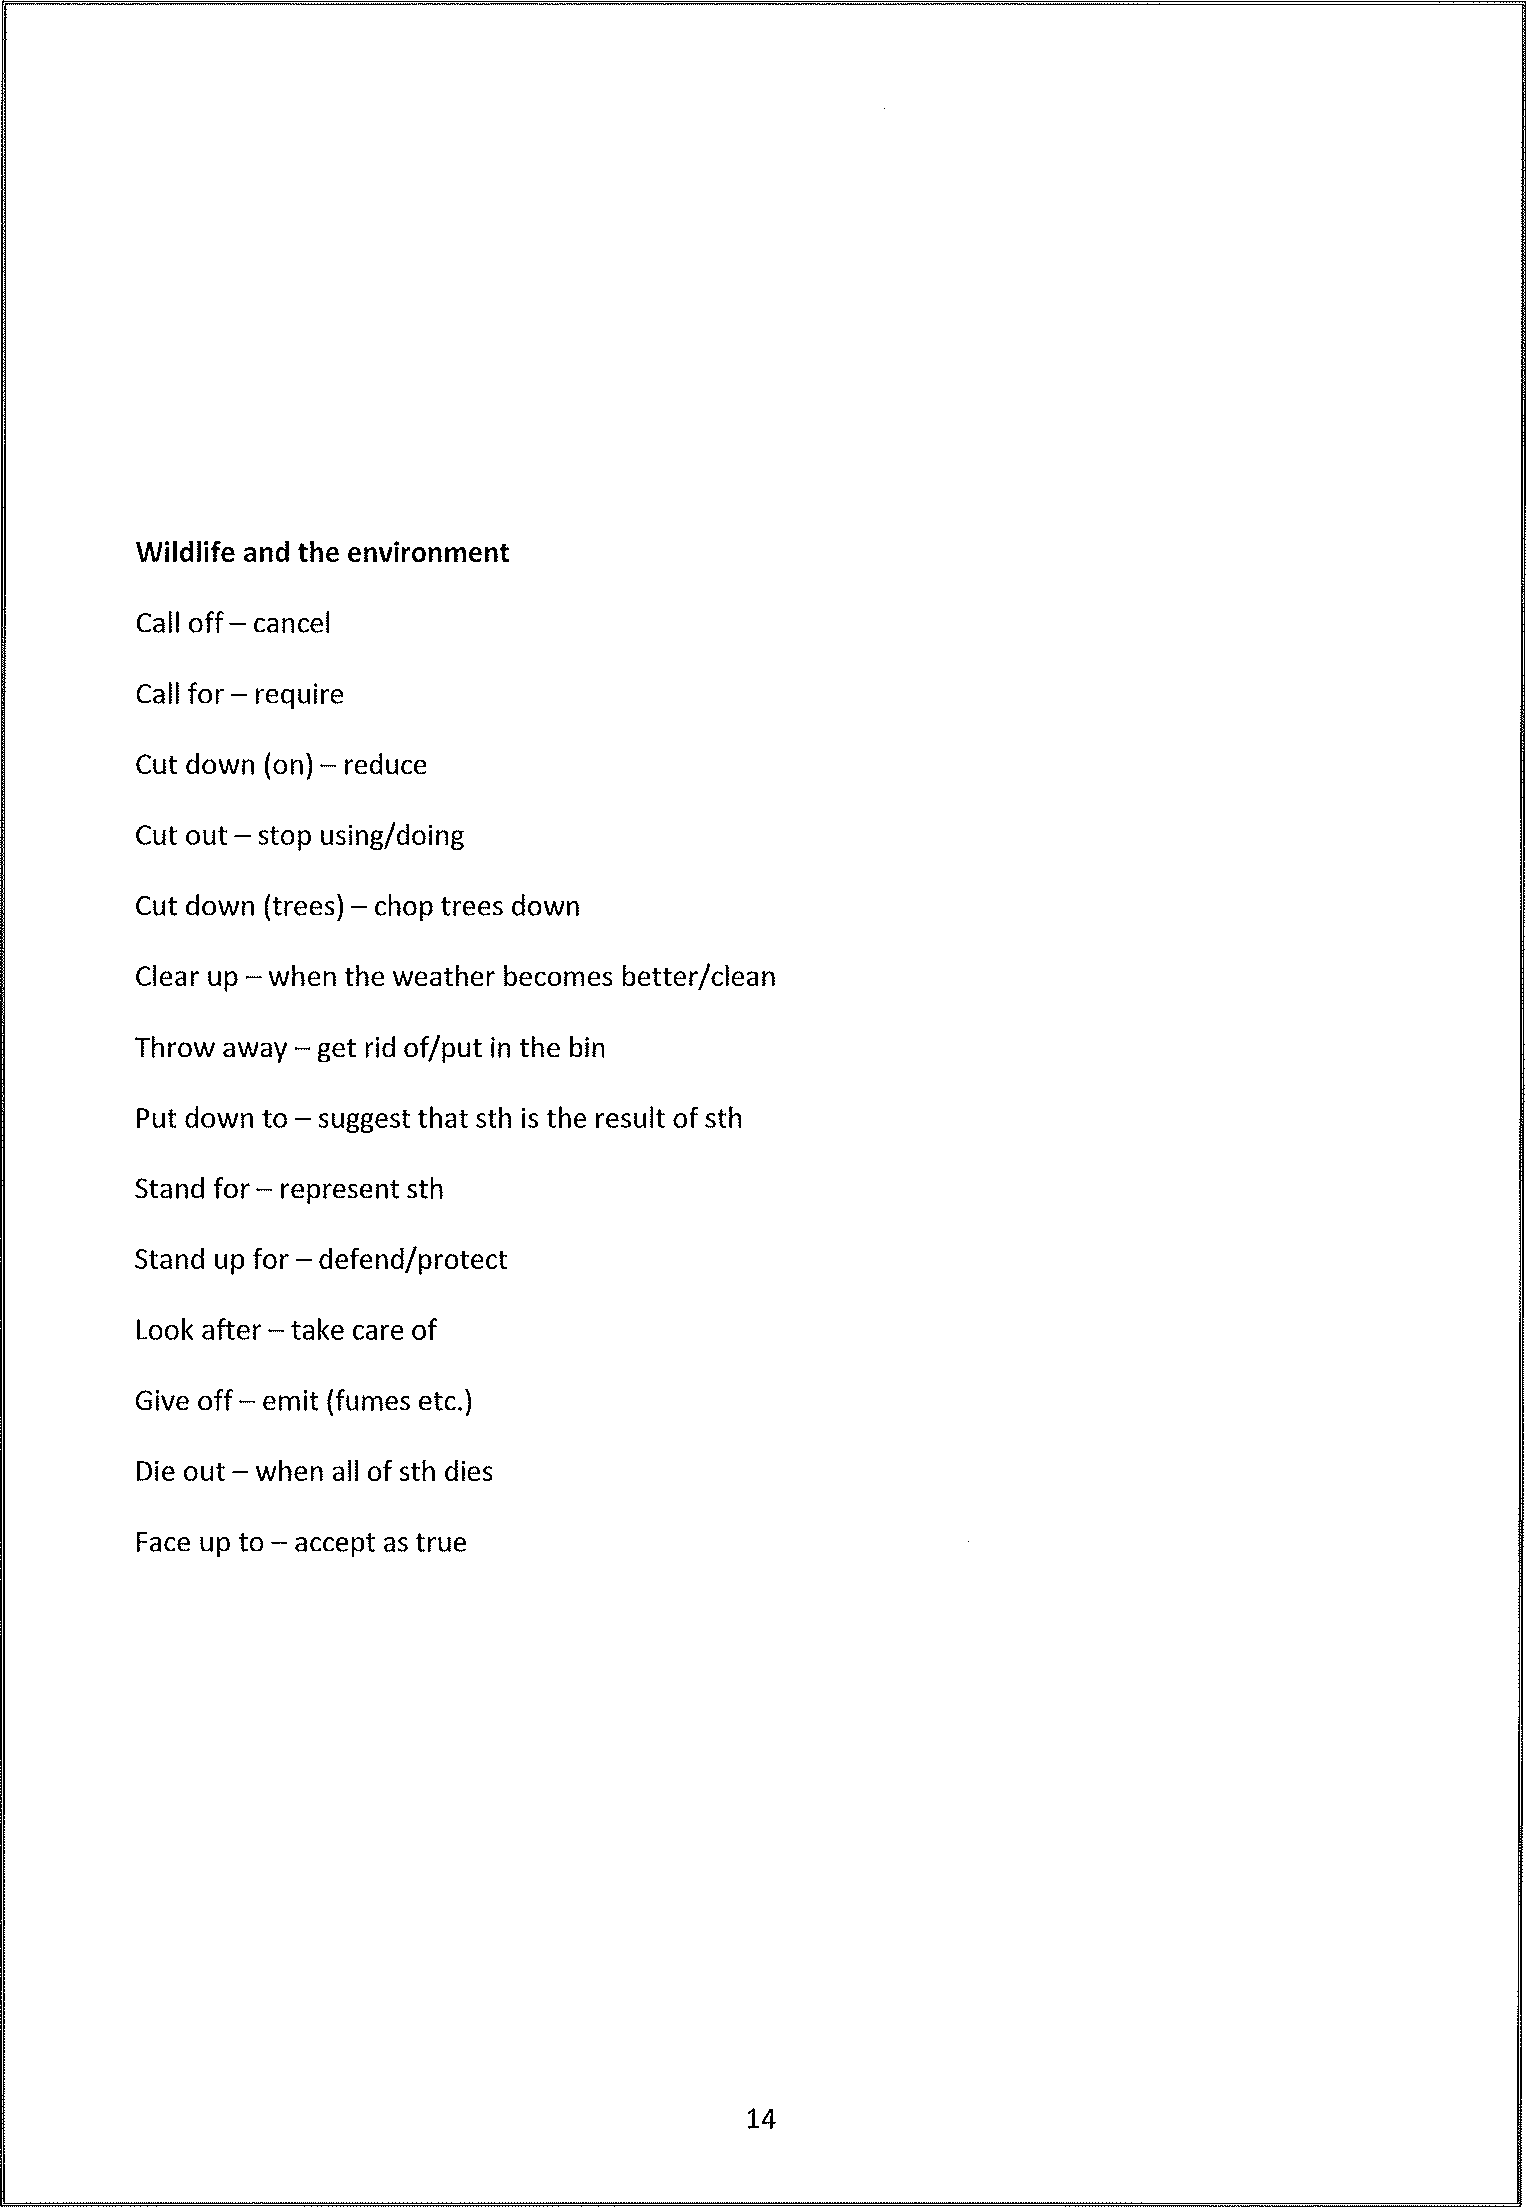 Wildlife and the environment
Call off – cancel
Call for – require
Cut down (on) – reduce
Cut out – stop using/doing
Cut down (trees) – chop trees down
Clear up – when the weather becomes better/clean
Throw away – get rid of/put in the bin
Put down to – suggest that sth is the result of sth
Stand for – represent sth
Stand up for – defend/protect
Look after – take care of
Give off – emit (fumes etc.)
Die out – when all of sth dies
Face up to – accept as true
14